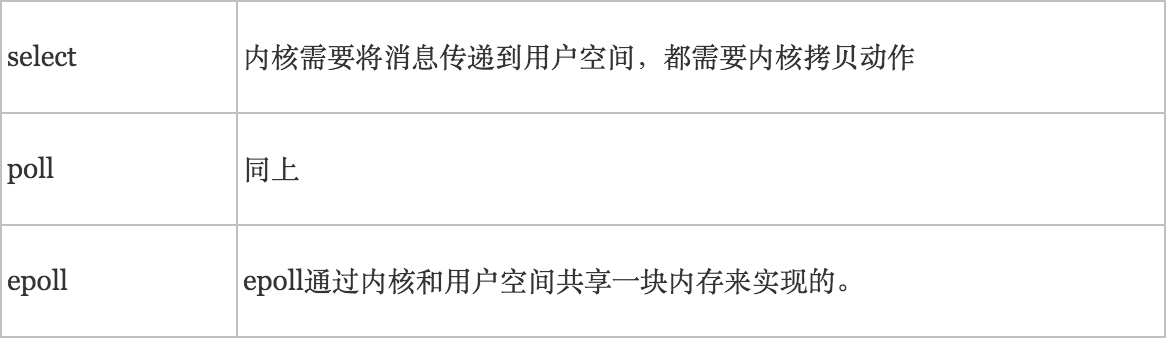 select 内核需要将消息传递到用户空间，都需要内核拷贝动作
poll 同上
epoll epoll通过内核和用户空间共享一块内存来实现的。